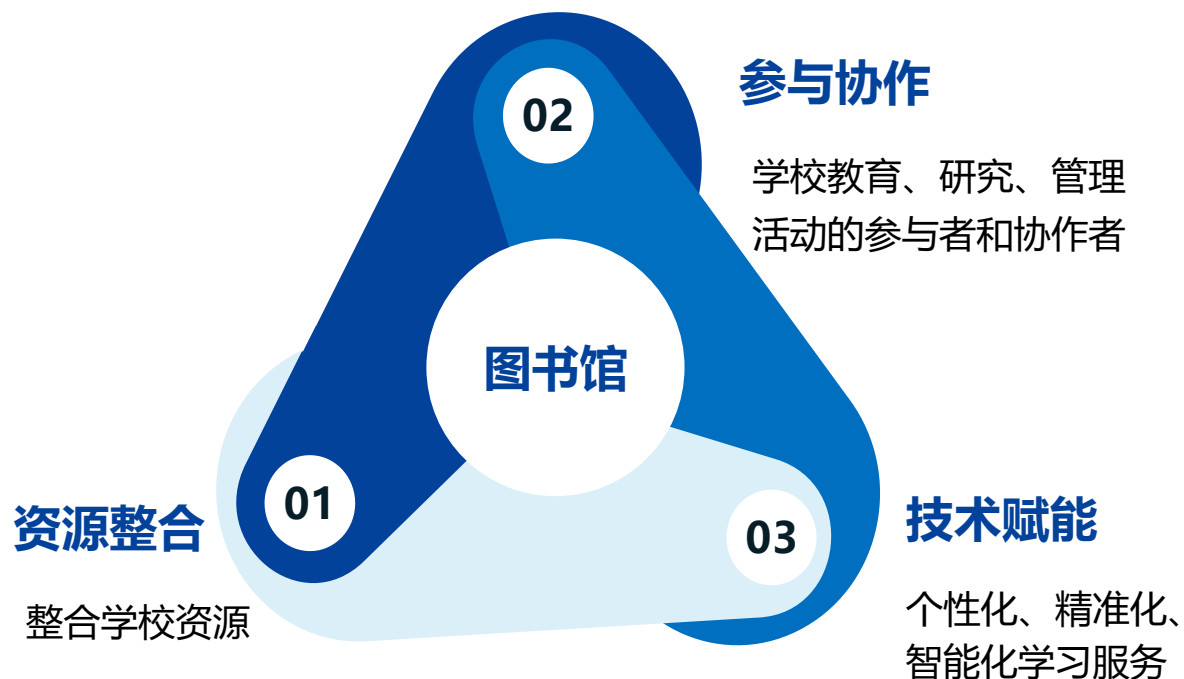 02
参与协作
学校教育、研究、管理
活动的参与者和协作者
图书馆
01
资源整合
整合学校资源
03
技术赋能
个性化、精准化、
智能化学习服务